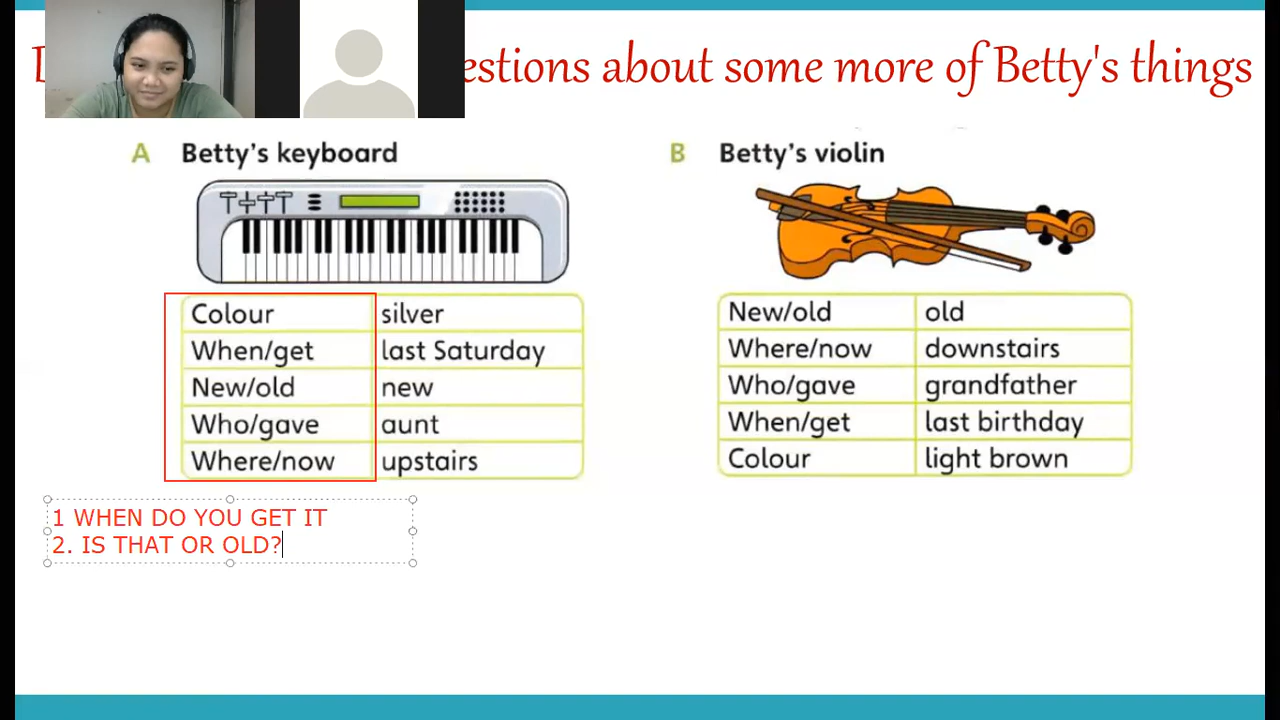 estions about some more of Betty's things
A Betty's keyboard
Colour silver
When/get last Saturday
New/old new
Who/gave aunt
Where/now upstairs
B Betty's violin
New/old old
Where/now downstairs
Who/gave grandfather
When/get last birthday
Colour light brown
1 WHEN DO YOU GET IT
2. IS THAT OR OLD?